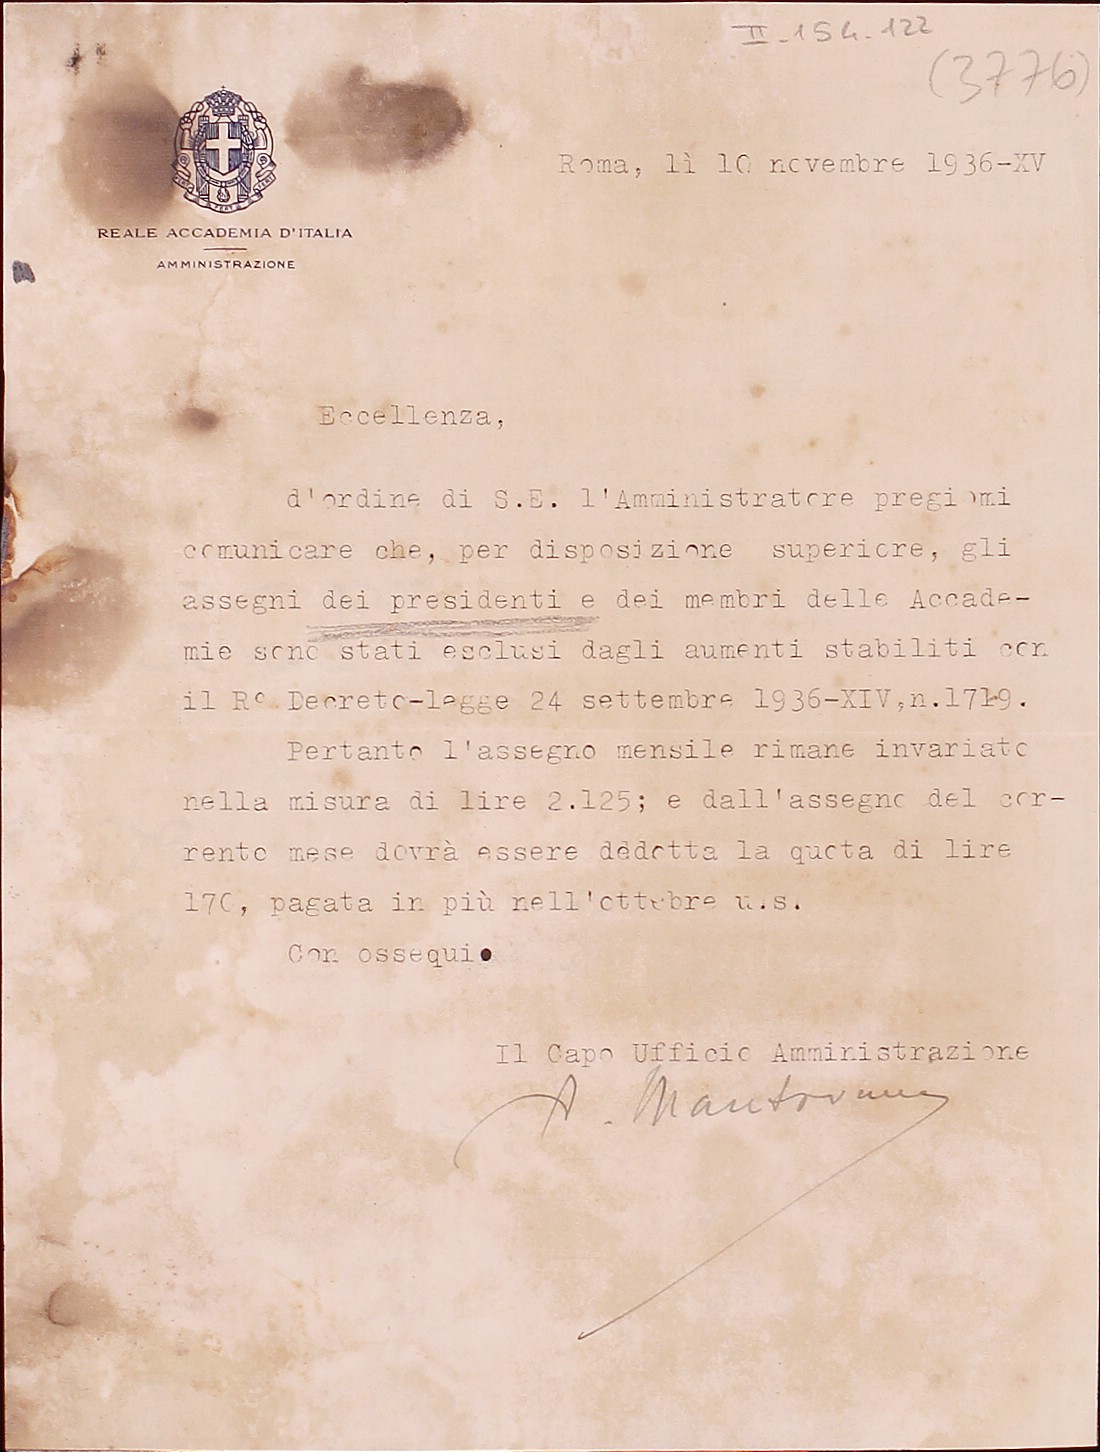 II-154-122
(3776)
REALE ACCADEMIA D'ITALIA
AMMINISTRAZIONE
Roma, lì 10 novembre 1936-XV
Eccellenza,
d'ordine di S.E. l'Amministratore pregiomi
comunicare che, per disposizione superiore, gli
assegni dei presidenti e dei membri delle Accade-
mie sono stati esclusi dagli aumenti stabiliti con
il R° Decreto-legge 24 settembre 1936-XIV,n.1719.
Pertanto l'assegno mensile rimane invariato
nella misura di lire 2.125; e dall'assegno del cor-
rente mese dovrà essere dedotta la quota di lire
170, pagata in più nell'ottobre u.s.
Con ossequi.
Il Capo Ufficio Amministrazione
A. Mantovani